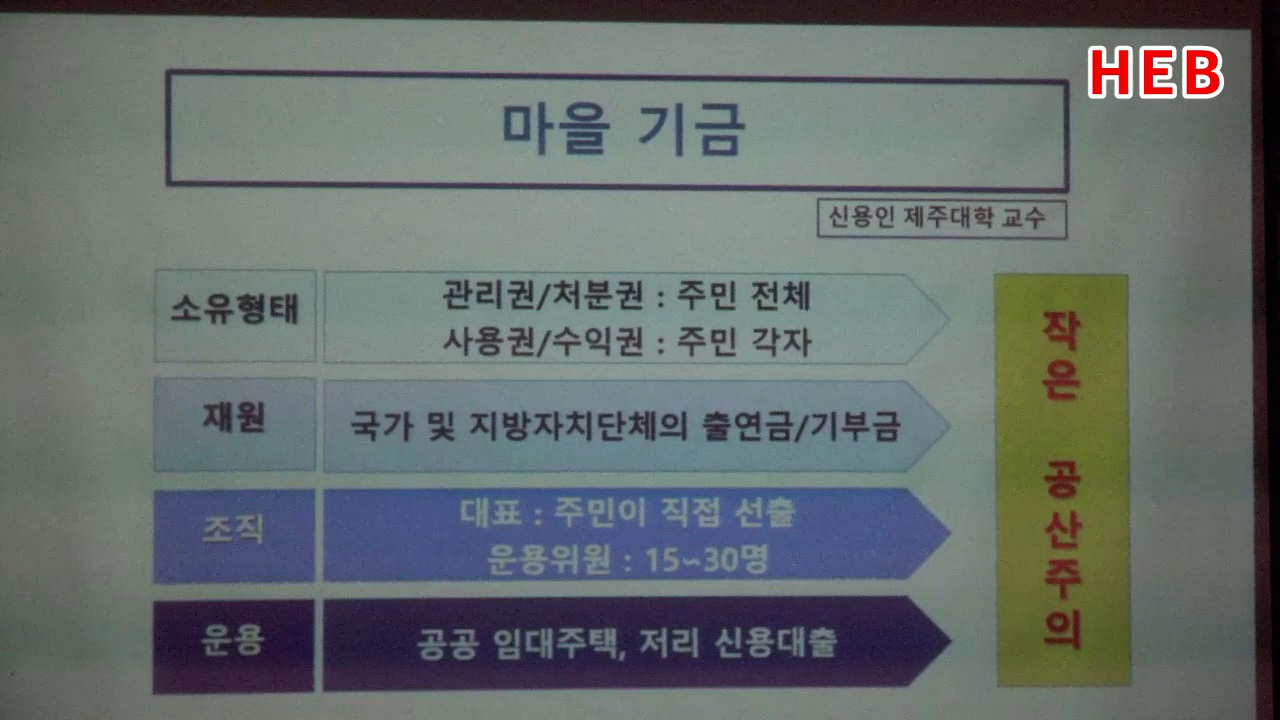 HEB
마을 기금
신용인 제주대학 교수
소유형태
관리권/처분권 : 주민 전체
사용권/수익권 : 주민 각자
재원
국가 및 지방자치단체의 출연금/기부금
조직
대표 : 주민이 직접 선출
운용위원 : 15~30명
운용
공공 임대주택, 저리 신용대출
작은 공산주의